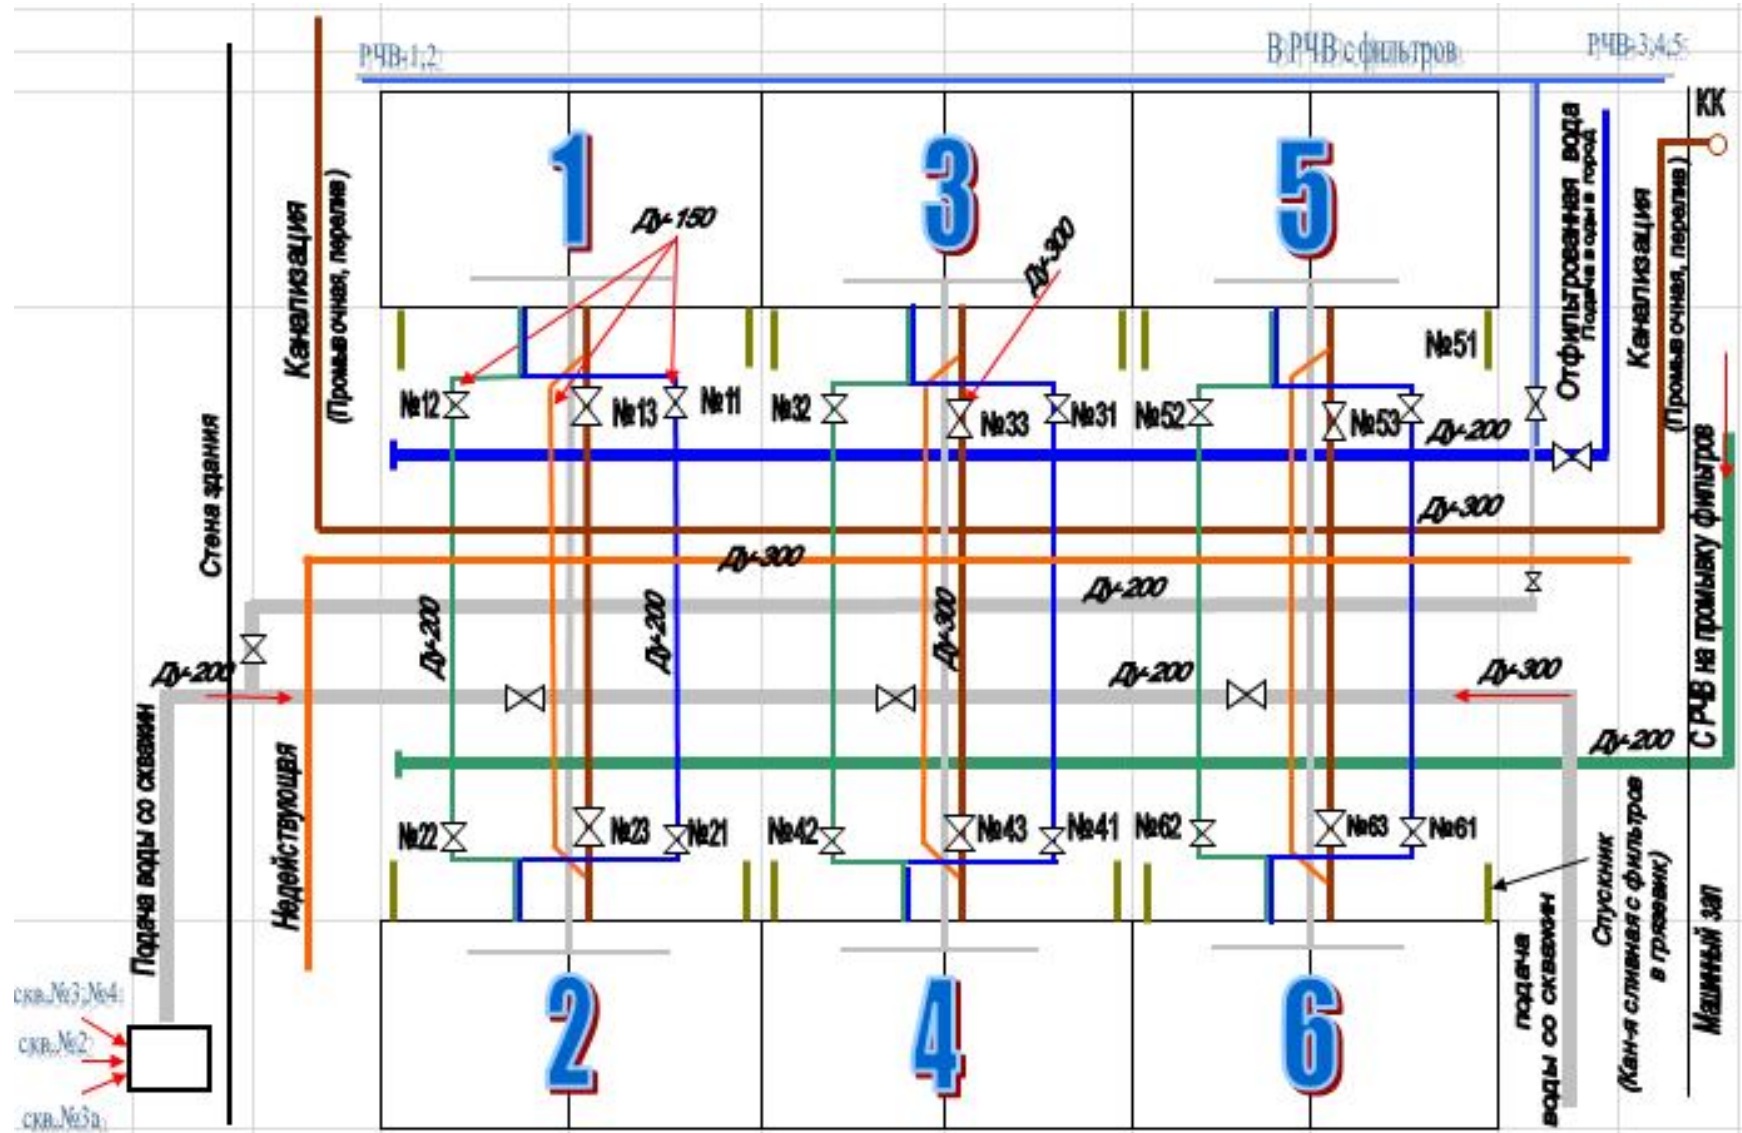 РЧВ-1;2
В РЧВ с фильтров
РЧВ-3;4;5
КК
1
3
5
Канализация
(Промывочная, перелив)
Ду-150
Ду-300
Отфильтрованная вода
Подача воды в город
Канализация
(Промывочная, перелив)
№51
№12
№13
№11
№32
№33
№31
№52
№53
Ду-200
Ду-300
Стена здания
Ду-300
Ду-200
Ду-200
Ду-200
Ду-300
С РЧВ на промывку фильтров
Ду-200
Ду-200
Ду-300
Ду-200
Подача воды со скважин
Недействующая
№22
№23
№21
№42
№43
№41
№62
№63
№61
Спускник
(Кан-я сливная с фильтров
в грязевик)
подача
воды со скважин
Машинный зал
2
4
6
скв.№3;№4
скв.№2
скв.№3а